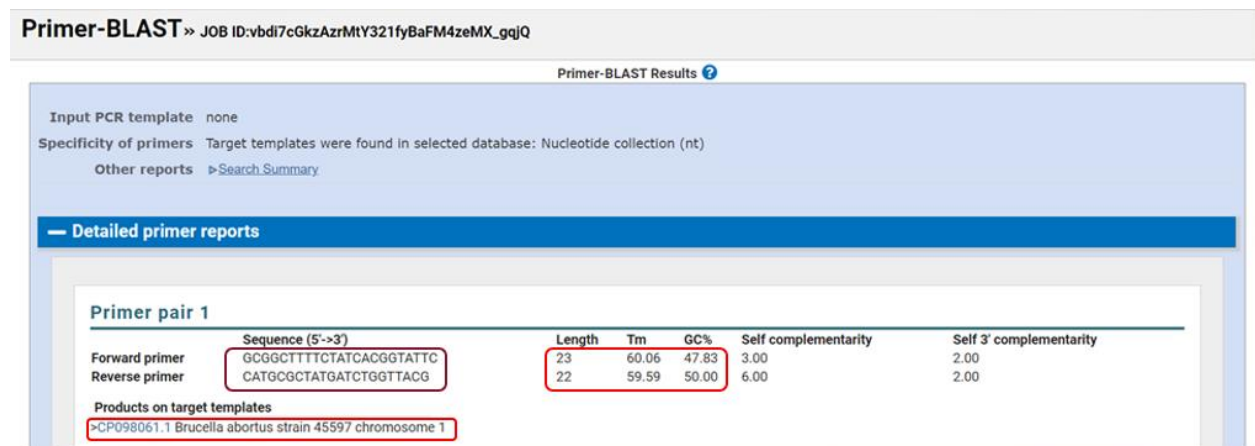 Primer-BLAST » JOB ID:vbdi7cGkzAzrMtY321fyBaFM4zeMX_gqjQ
Primer-BLAST Results ?
Input PCR template none
Specificity of primers Target templates were found in selected database: Nucleotide collection (nt)
Other reports ▹Search Summary
— Detailed primer reports
Primer pair 1
Sequence (5'->3') Length Tm GC% Self complementarity Self 3' complementarity
Forward primer GCGGCTTTTCTATCACGGTATTC 23 60.06 47.83 3.00 2.00
Reverse primer CATGCGCTATGATCTGGTTACG 22 59.59 50.00 6.00 2.00
Products on target templates
>CP098061.1 Brucella abortus strain 45597 chromosome 1